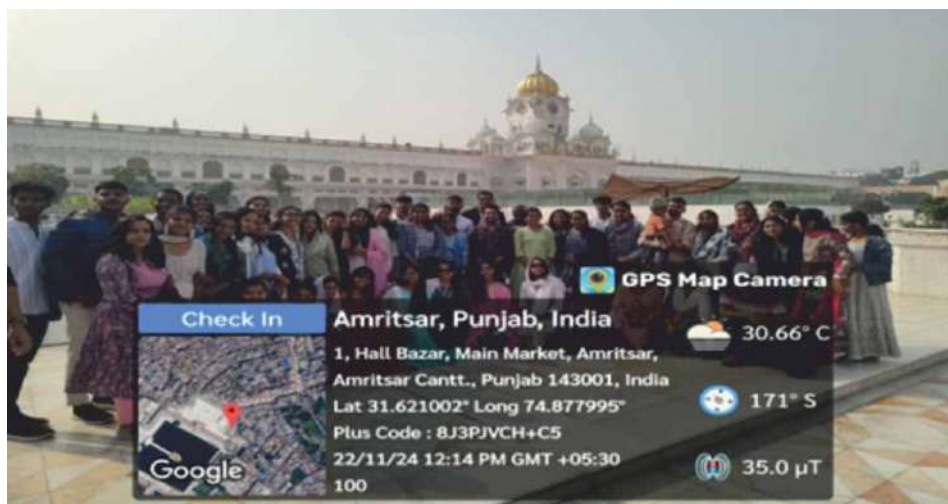 GPS Map Camera
Check In
Amritsar, Punjab, India
1, Hall Bazar, Main Market, Amritsar,
Amritsar Cantt., Punjab 143001, India
Lat 31.621002° Long 74.877995°
Plus Code : 8J3PJVCH+C5
22/11/24 12:14 PM GMT +05:30
100
30.66° C
171° S
35.0 µT
Google